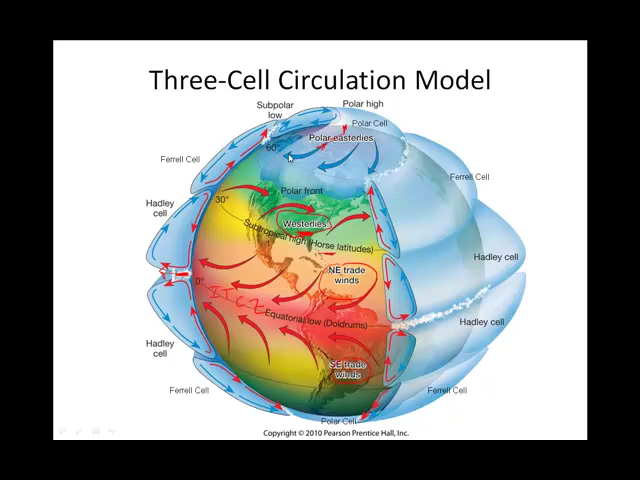 Three-Cell Circulation Model
Subpolar
low
Polar high
Polar Cell
60°
Polar easterlies
Ferrell Cell
Ferrell Cell
Polar front
30°
Hadley
cell
Westerlies
Subtropical high (Horse latitudes)
Hadley cell
NE trade
winds
0°
ITCZ
Equatorial low (Doldrums)
Hadley cell
Hadley
cell
SE trade
winds
Ferrell Cell
Ferrell Cell
Polar Cell
Copyright © 2010 Pearson Prentice Hall, Inc.